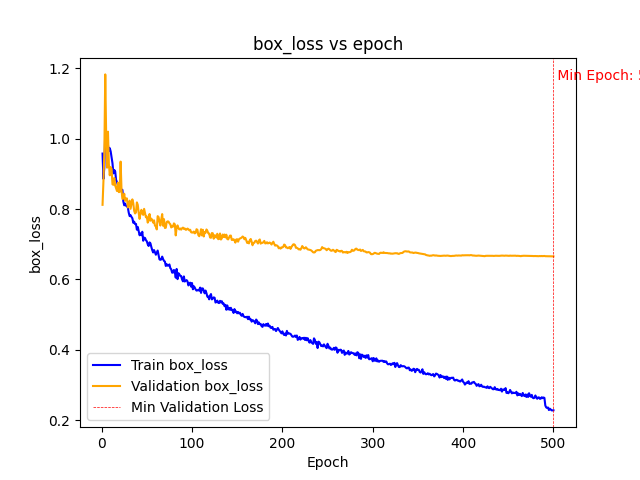 box_loss vs epoch
Min Epoch:
box_loss
1.2
1.0
0.8
0.6
0.4
0.2
Train box_loss
Validation box_loss
Min Validation Loss
0
100
200
300
400
500
Epoch